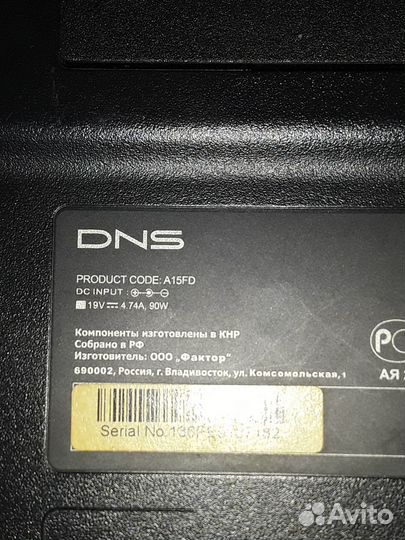 DNS
PRODUCT CODE: A15FD
DC INPUT :
19V 4.74A, 90W
Компоненты изготовлены в КНР
Собрано в РФ
Изготовитель: ООО „Фактор"
690002, Россия, г. Владивосток, ул. Комсомольская,1
АЯ
Serial No.
Avito